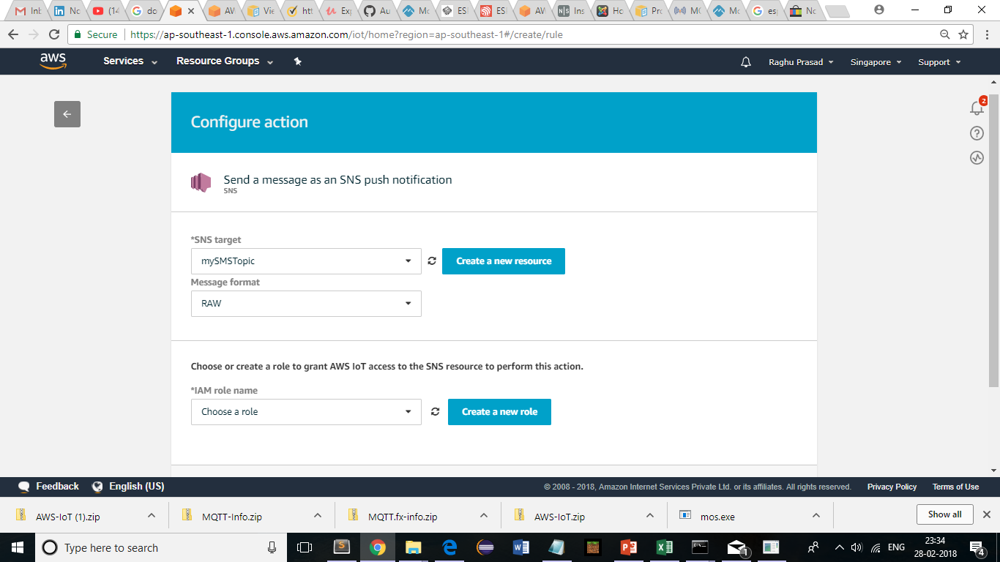 Inl
Nc
(14
do
AV
Vie
htt
Exp
Au
Mc
ESI
ESI
AV
Ins
Hc
Prc
MC
Mc
esp
Nc
Secure
https://ap-southeast-1.console.aws.amazon.com/iot/home?region=ap-southeast-1#/create/rule
aws Services Resource Groups Raghu Prasad Singapore Support
Configure action
2
Send a message as an SNS push notification
SNS
*SNS target
mySMSTopic Create a new resource
Message format
RAW
Choose or create a role to grant AWS IoT access to the SNS resource to perform this action.
*IAM role name
Choose a role Create a new role
Feedback English (US) © 2008 - 2018, Amazon Internet Services Private Ltd. or its affiliates. All rights reserved. Privacy Policy Terms of Use
AWS-IoT (1).zip MQTT-Info.zip MQTT.fx-info.zip AWS-IoT.zip mos.exe Show all
Type here to search 1 ENG 23:34
28-02-2018 4